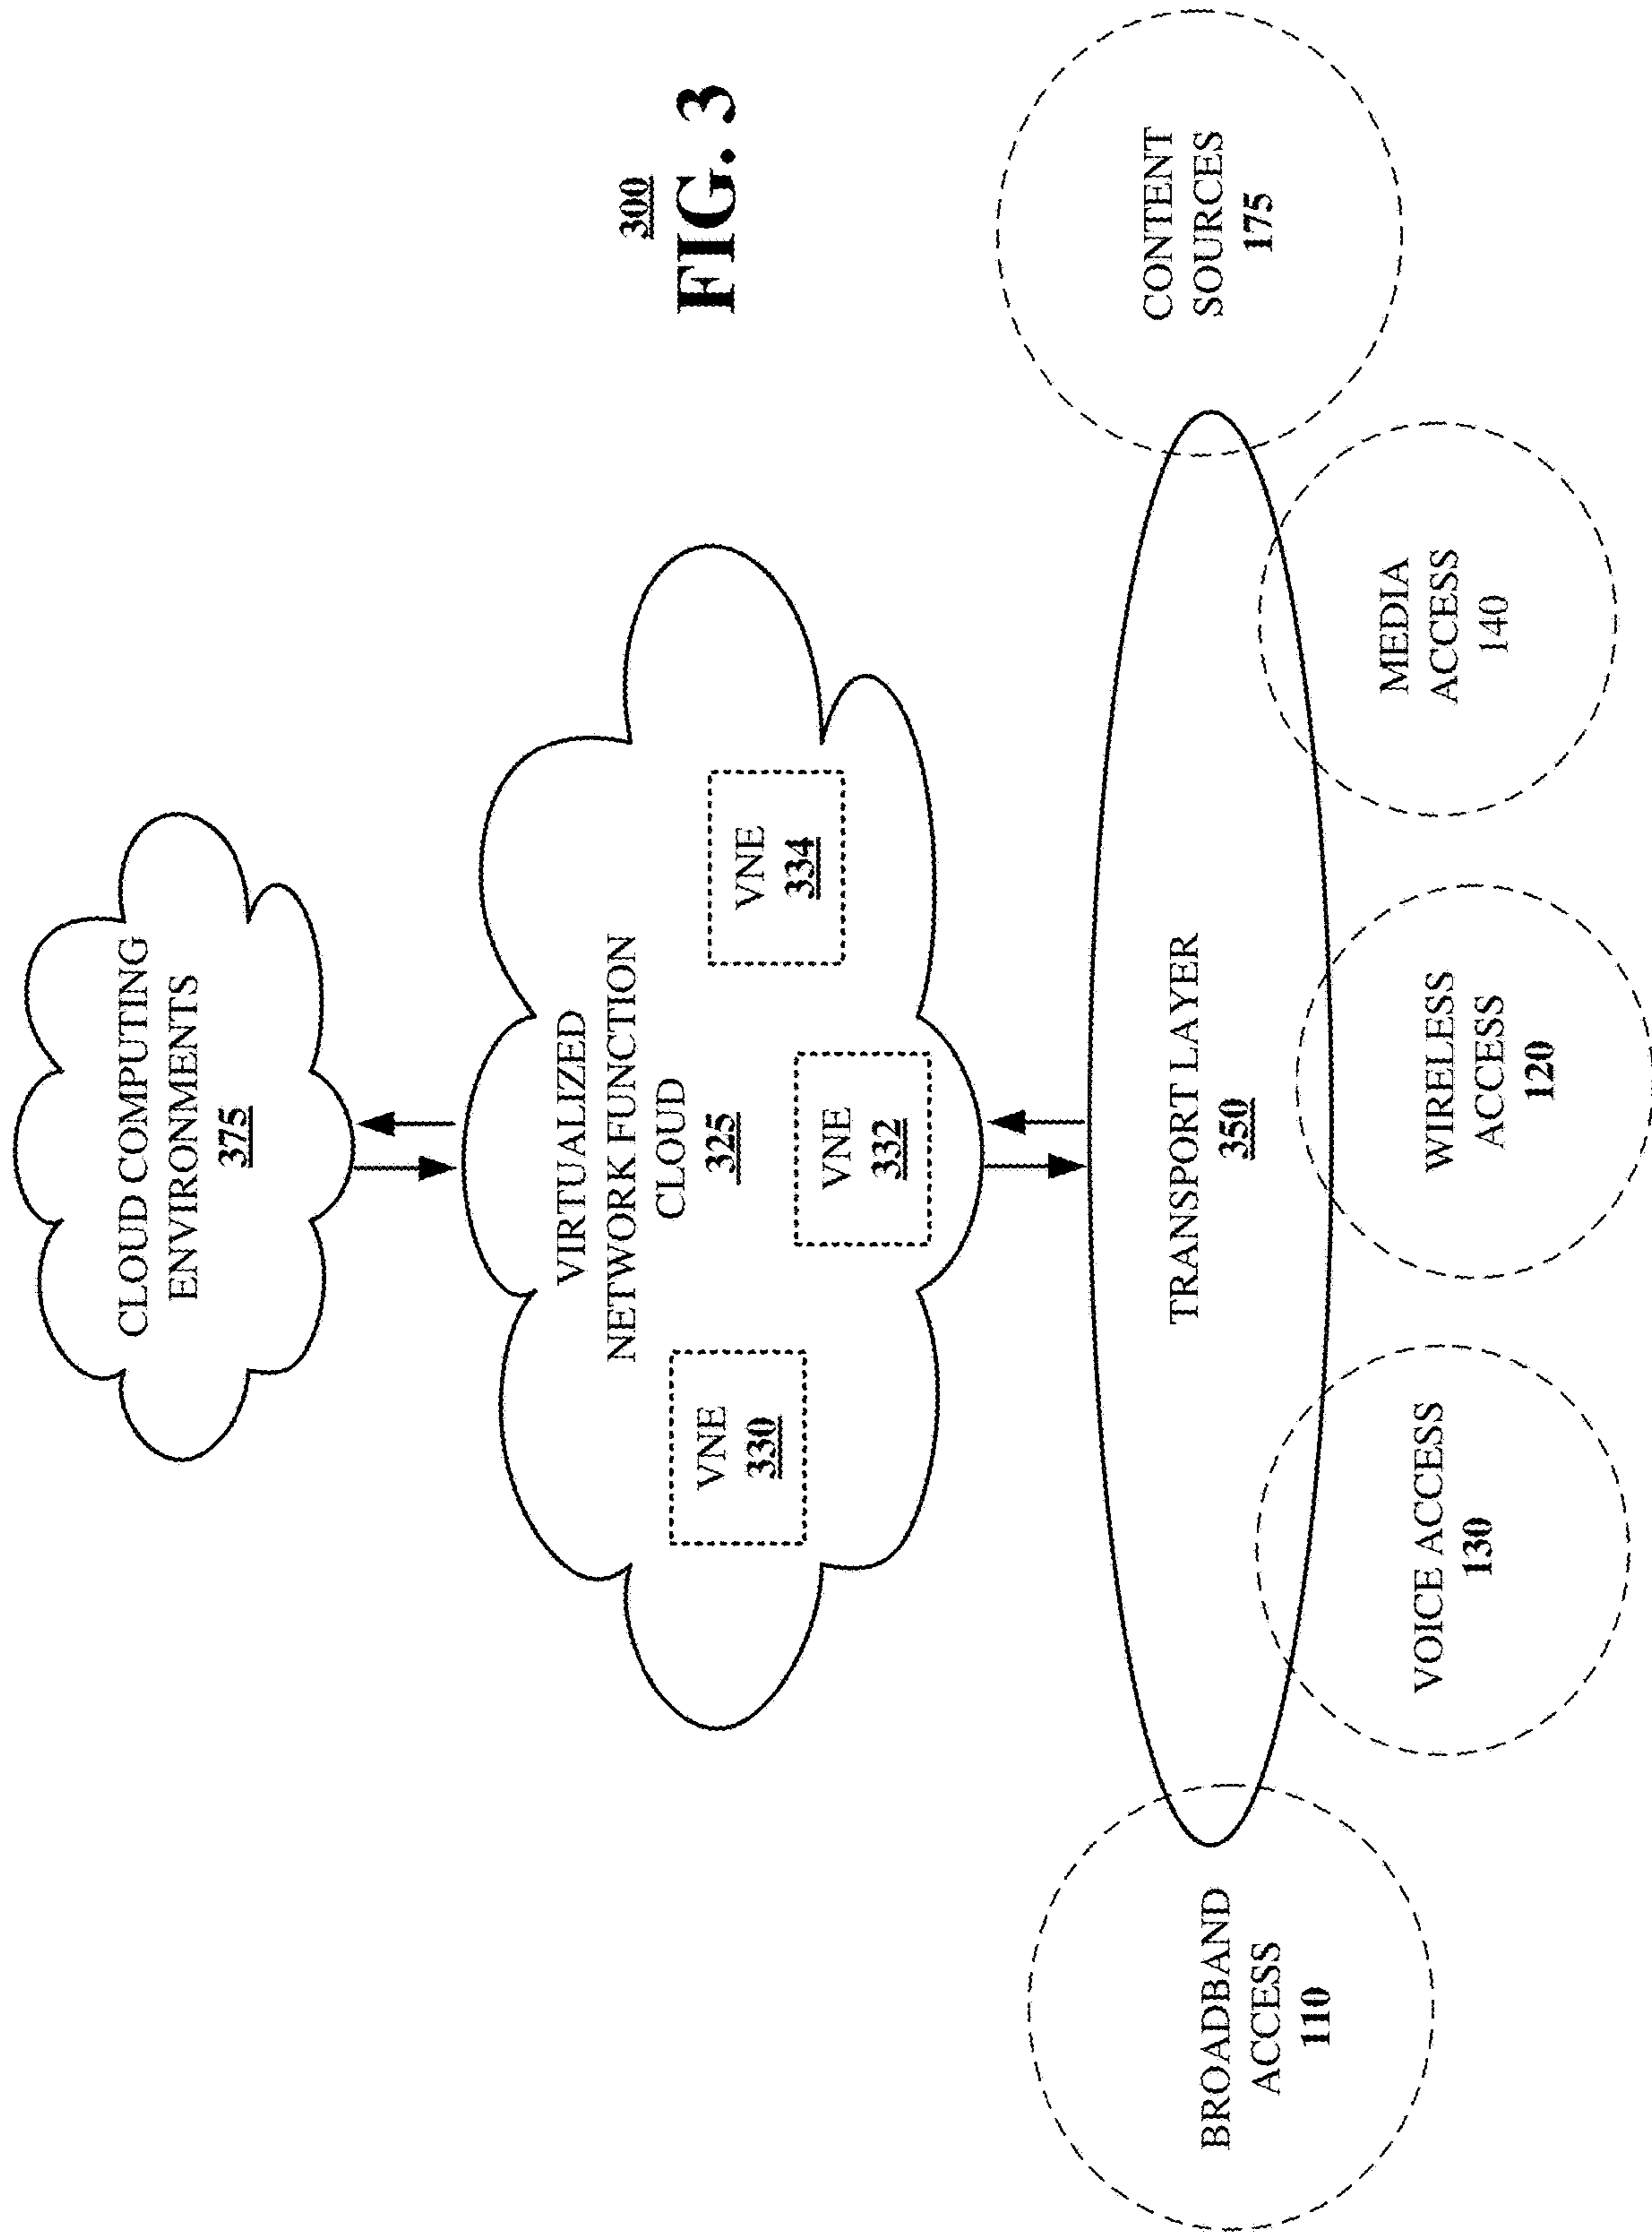 CLOUD COMPUTING
ENVIRONMENTS
375
VIRTUALIZED
NETWORK FUNCTION
CLOUD
325
VNE
330
VNE
332
VNE
334
300
FIG. 3
TRANSPORT LAYER
350
BROADBAND
ACCESS
110
VOICE ACCESS
130
WIRELESS
ACCESS
120
MEDIA
ACCESS
140
CONTENT
SOURCES
175